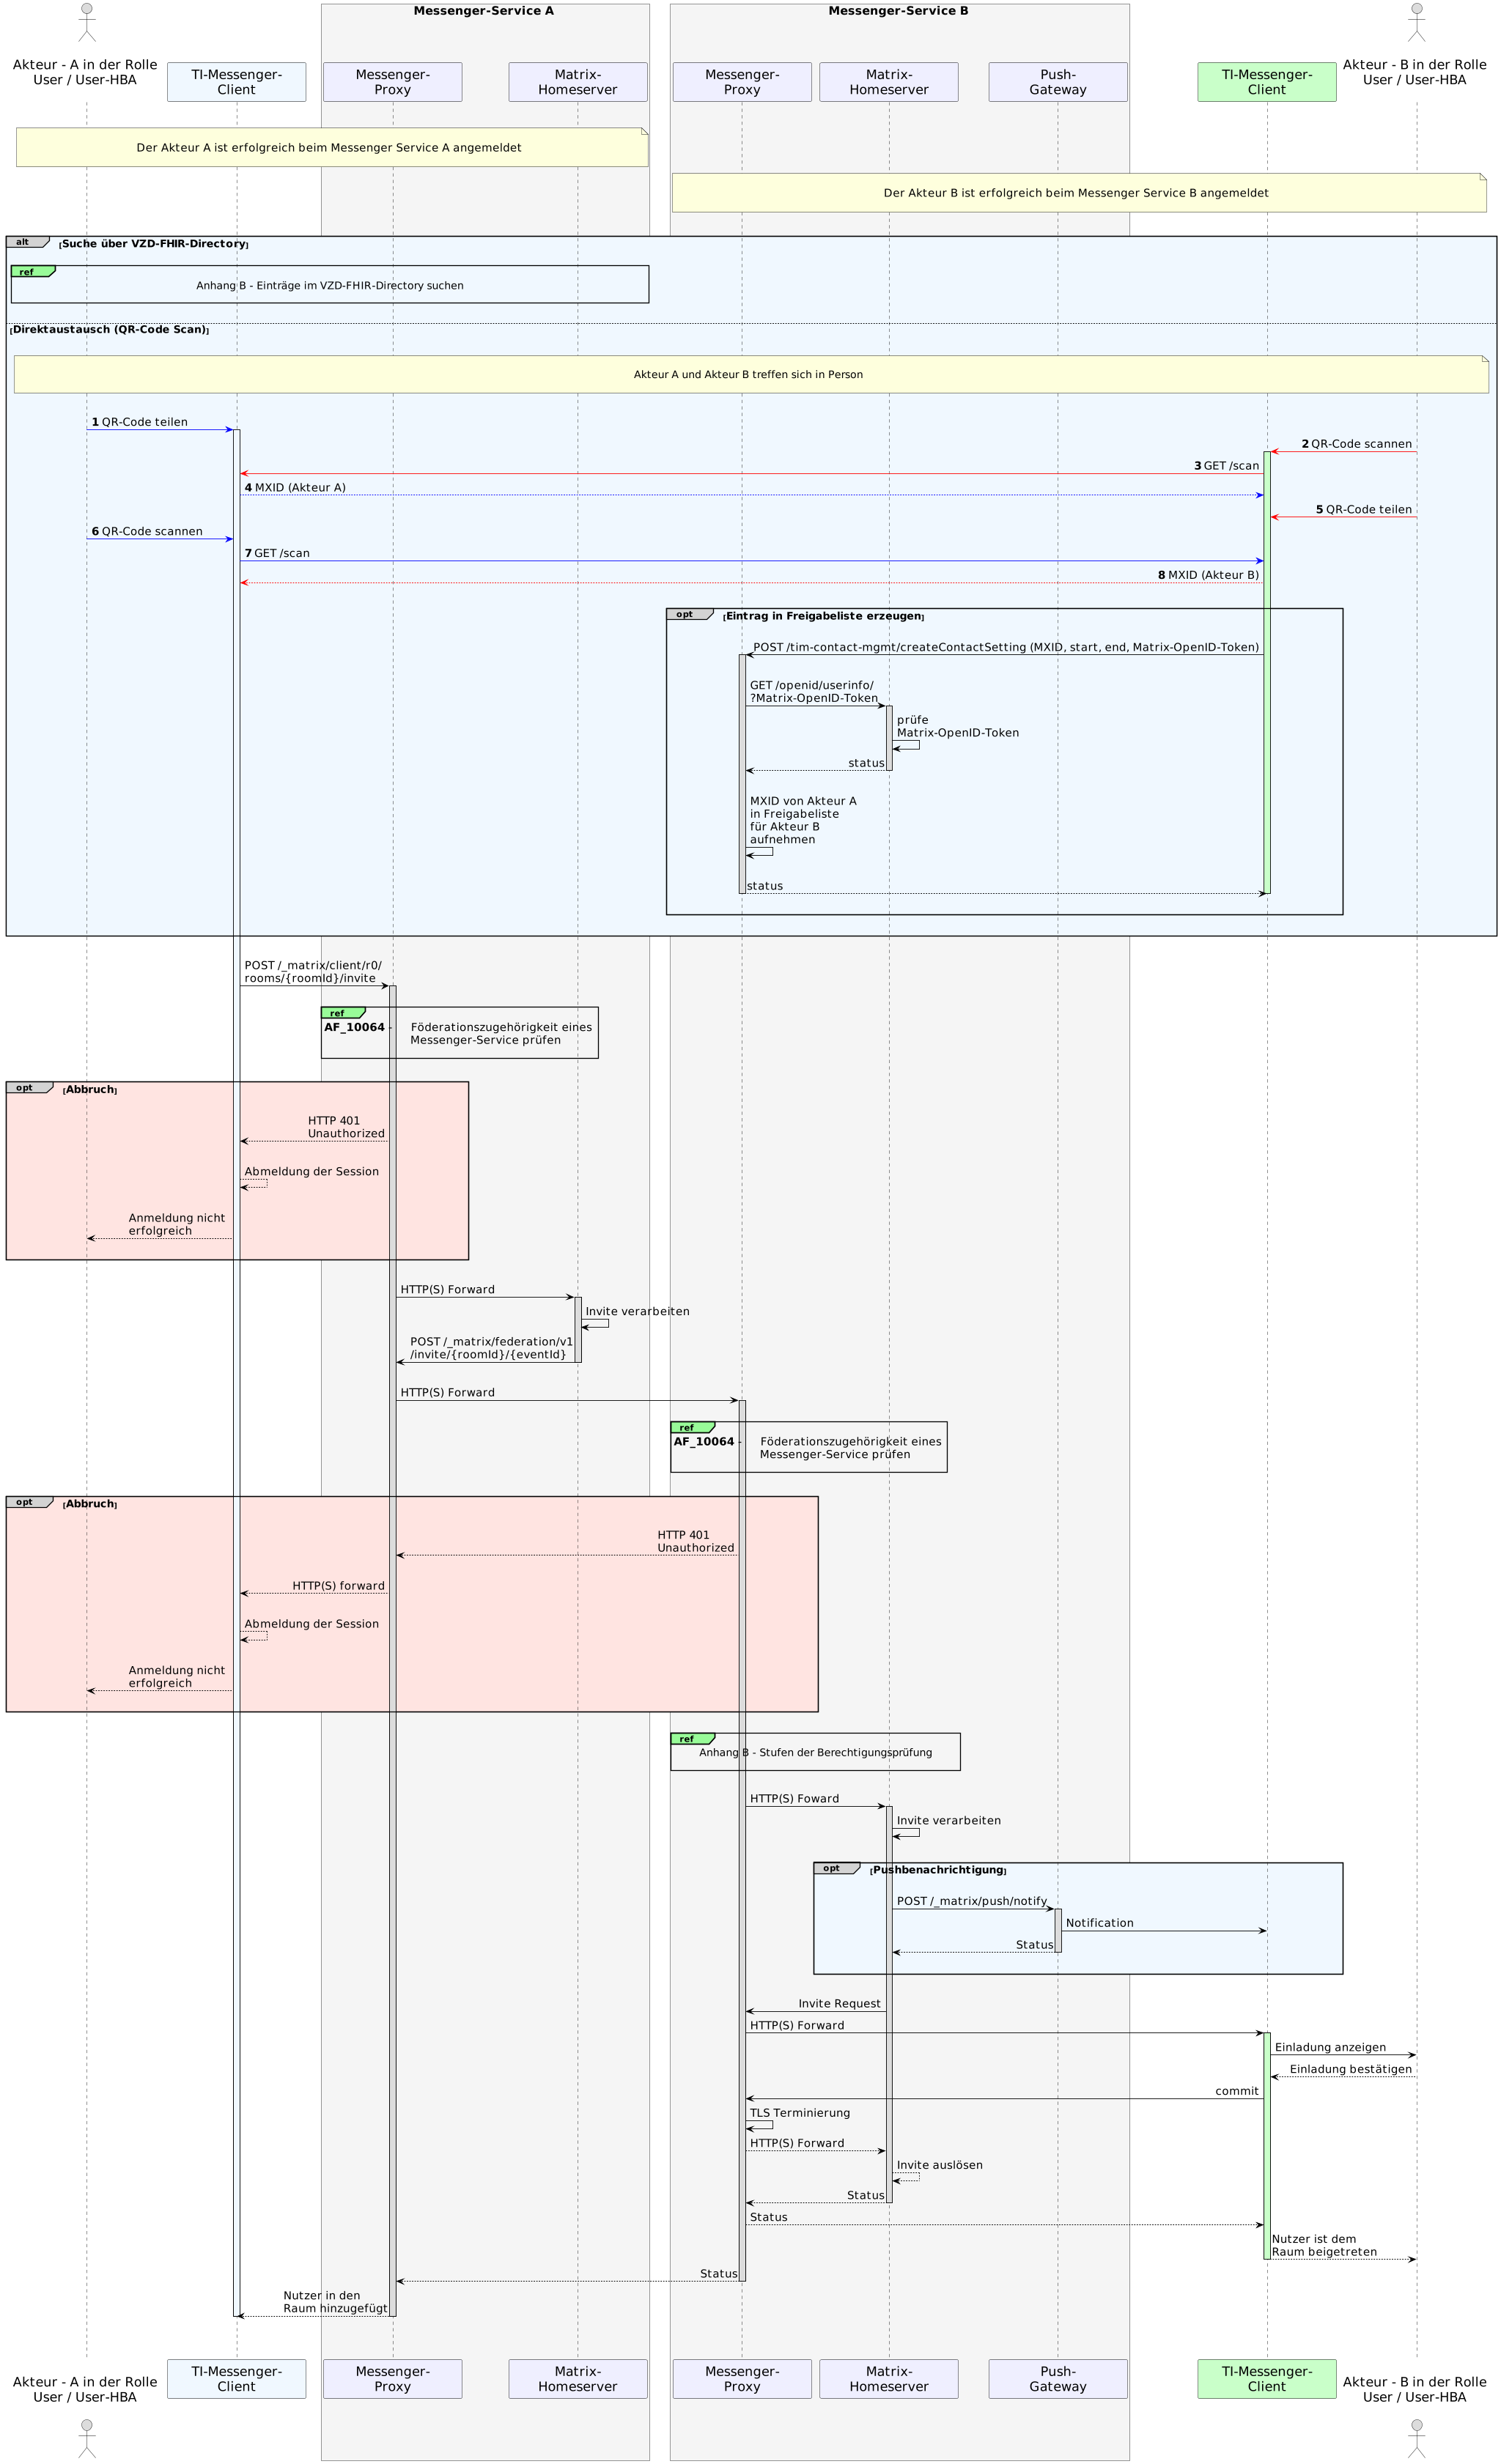 Messenger-Service A
Messenger-Service B
Akteur - A in der Rolle
User / User-HBA
TI-Messenger-
Client
Messenger-
Proxy
Matrix-
Homeserver
Messenger-
Proxy
Matrix-
Homeserver
Push-
Gateway
TI-Messenger-
Client
Akteur - B in der Rolle
User / User-HBA
Der Akteur A ist erfolgreich beim Messenger Service A angemeldet
Der Akteur B ist erfolgreich beim Messenger Service B angemeldet
alt [Suche über VZD-FHIR-Directory]
ref
Anhang B - Einträge im VZD-FHIR-Directory suchen
[Direktaustausch (QR-Code Scan)]
Akteur A und Akteur B treffen sich in Person
1 QR-Code teilen
2 QR-Code scannen
3 GET /scan
4 MXID (Akteur A)
5 QR-Code teilen
6 QR-Code scannen
7 GET /scan
8 MXID (Akteur B)
opt [Eintrag in Freigabeliste erzeugen]
POST /tim-contact-mgmt/createContactSetting (MXID, start, end, Matrix-OpenID-Token)
GET /openid/userinfo/
?Matrix-OpenID-Token
prüfe
Matrix-OpenID-Token
status
MXID von Akteur A
in Freigabeliste
für Akteur B
aufnehmen
status
POST /_matrix/client/r0/
rooms/{roomId}/invite
ref
AF_10064 - Föderationszugehörigkeit eines
Messenger-Service prüfen
opt [Abbruch]
HTTP 401
Unauthorized
Abmeldung der Session
Anmeldung nicht
erfolgreich
HTTP(S) Forward
Invite verarbeiten
POST /_matrix/federation/v1
/invite/{roomId}/{eventId}
HTTP(S) Forward
ref
AF_10064 - Föderationszugehörigkeit eines
Messenger-Service prüfen
opt [Abbruch]
HTTP 401
Unauthorized
HTTP(S) forward
Abmeldung der Session
Anmeldung nicht
erfolgreich
ref
Anhang B - Stufen der Berechtigungsprüfung
HTTP(S) Foward
Invite verarbeiten
opt [Pushbenachrichtigung]
POST /_matrix/push/notify
Notification
Status
Invite Request
HTTP(S) Forward
Einladung anzeigen
Einladung bestätigen
commit
TLS Terminierung
HTTP(S) Forward
Invite auslösen
Status
Status
Nutzer ist dem
Raum beigetreten
Status
Nutzer in den
Raum hinzugefügt
Akteur - A in der Rolle
User / User-HBA
TI-Messenger-
Client
Messenger-
Proxy
Matrix-
Homeserver
Messenger-
Proxy
Matrix-
Homeserver
Push-
Gateway
TI-Messenger-
Client
Akteur - B in der Rolle
User / User-HBA